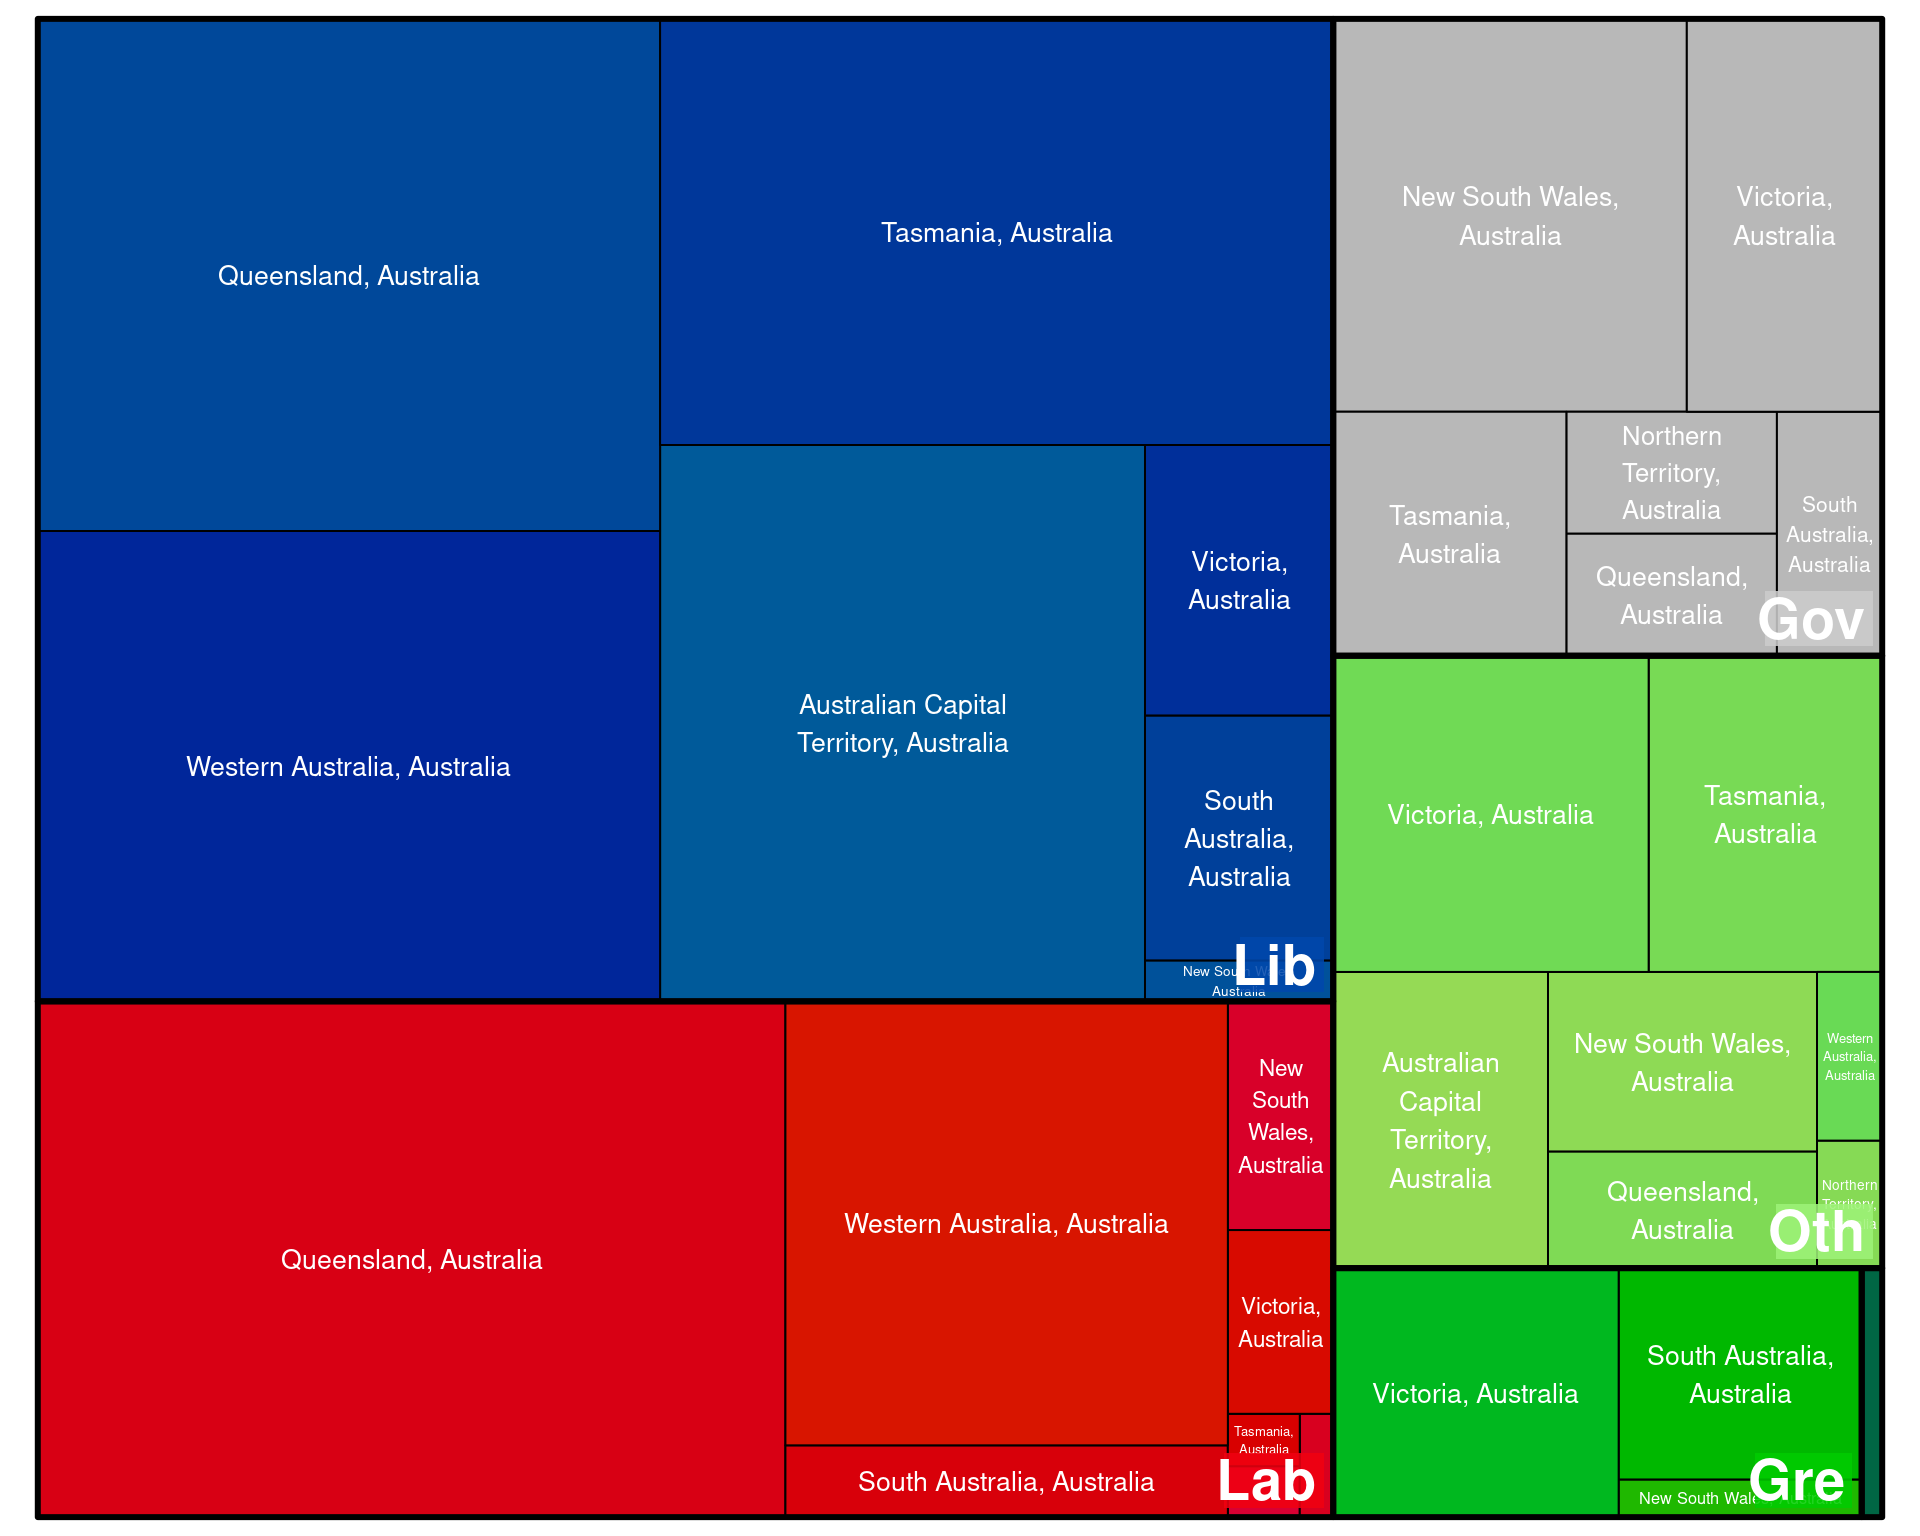 Queensland, Australia
Tasmania, Australia
Western Australia, Australia
Australian Capital
Territory, Australia
Victoria,
Australia
South
Australia,
Australia
New South
Australia
Lib
Queensland, Australia
Western Australia, Australia
South Australia, Australia
New
South
Wales,
Australia
Victoria,
Australia
Tasmania,
Australia
Lab
New South Wales,
Australia
Victoria,
Australia
Tasmania,
Australia
Northern
Territory,
Australia
Queensland,
Australia
South
Australia,
Australia
Gov
Victoria, Australia
Tasmania,
Australia
Australian
Capital
Territory,
Australia
New South Wales,
Australia
Queensland,
Australia
Western
Australia,
Australia
Northern
Territory,
Oth
Victoria, Australia
South Australia,
Australia
New South Wales, Australia
Gre